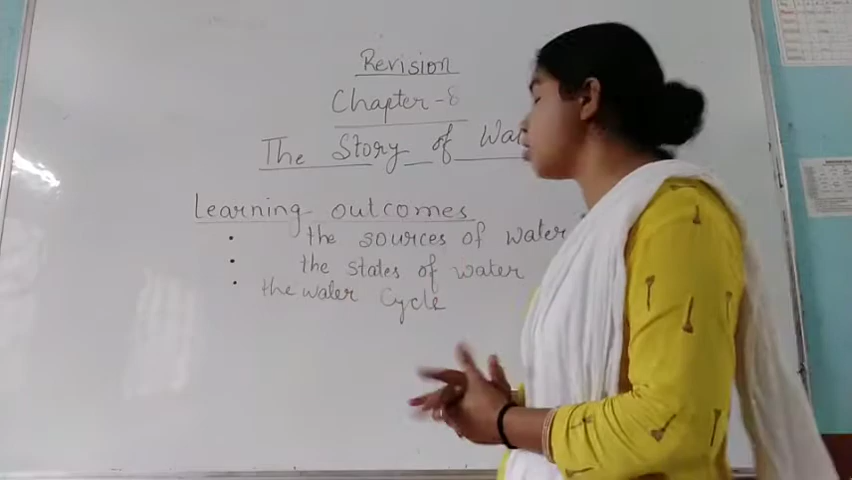 Revision
Chapter-8
The Story of Wa
Learning outcomes
• the sources of water
• the states of water
• the water Cycle